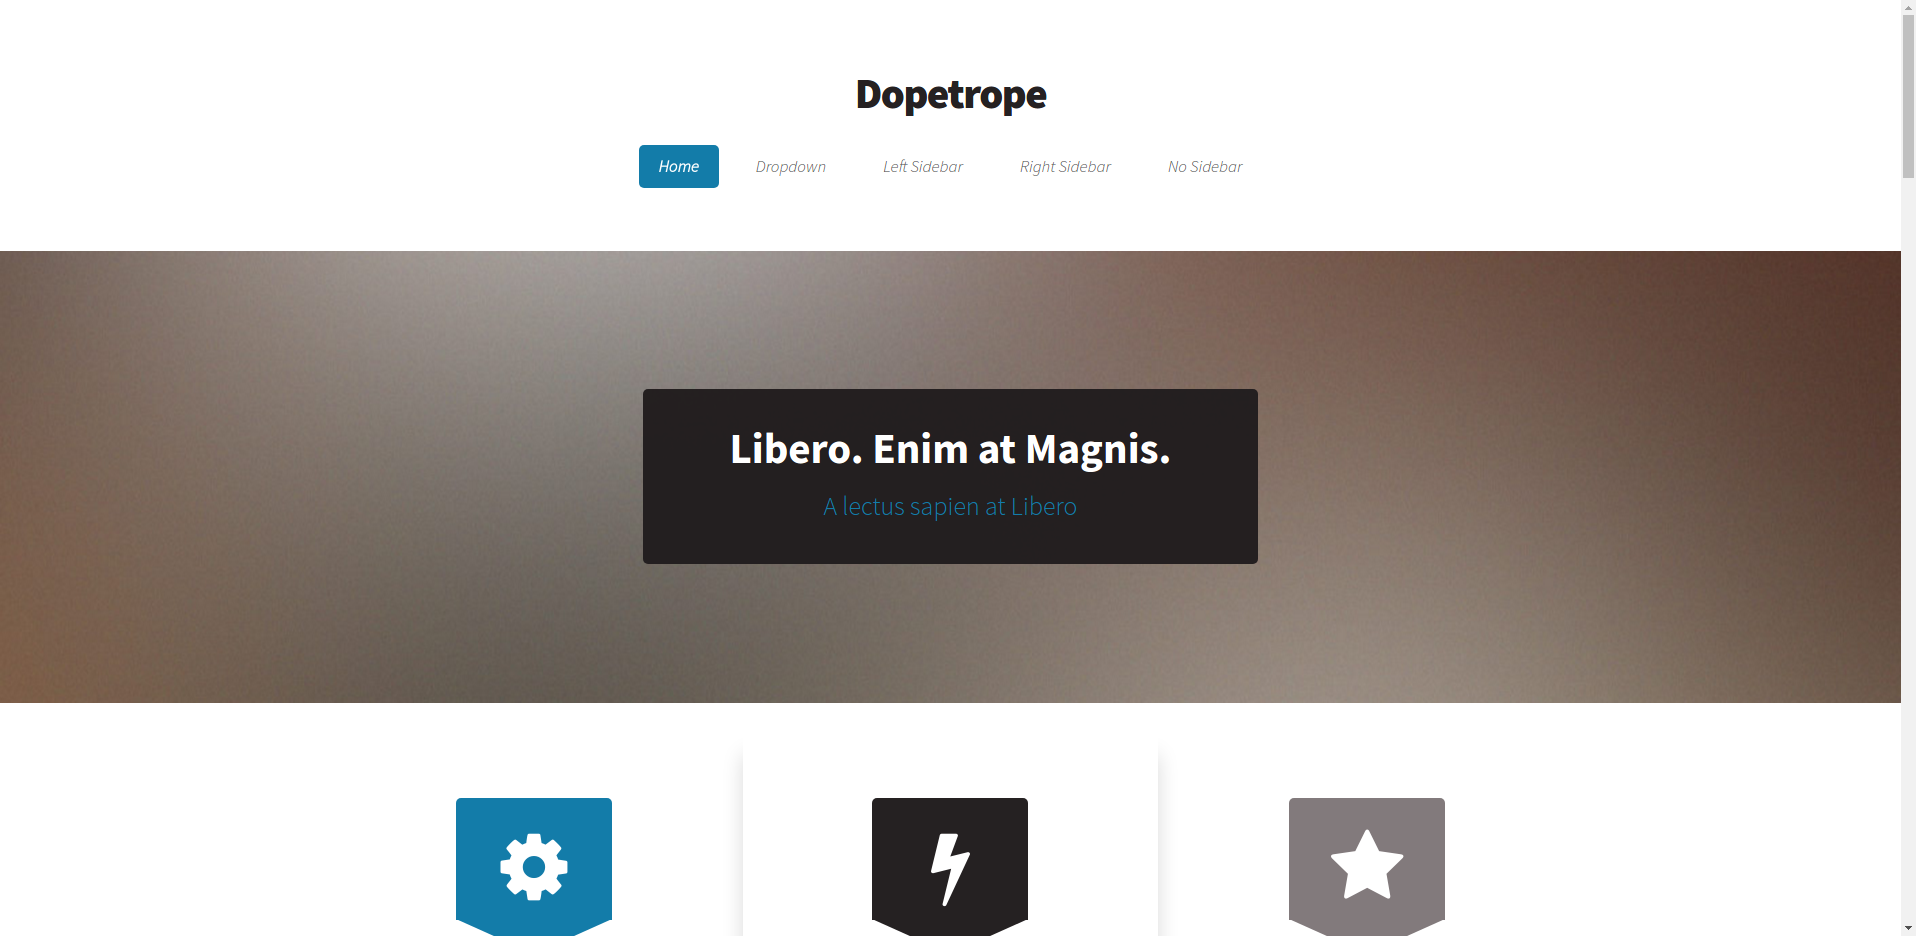 Dopetrope
Home Dropdown Left Sidebar Right Sidebar No Sidebar
Libero. Enim at Magnis.
A lectus sapien at Libero